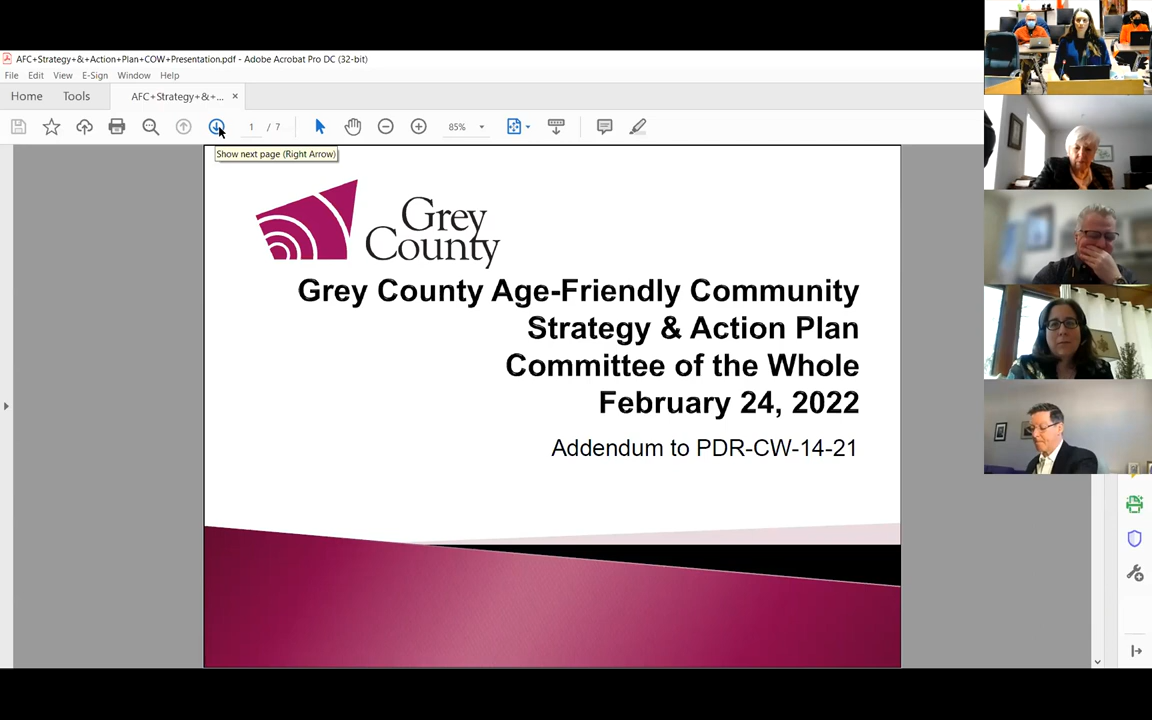 AFC+Strategy+&+Action+Plan+COW+Presentation.pdf - Adobe Acrobat Pro DC (32-bit)
File Edit View E-Sign Window Help
Home Tools AFC+Strategy+&+... ×
1 / 7 85%
Show next page (Right Arrow)
Grey
County
Grey County Age-Friendly Community
Strategy & Action Plan
Committee of the Whole
February 24, 2022
Addendum to PDR-CW-14-21